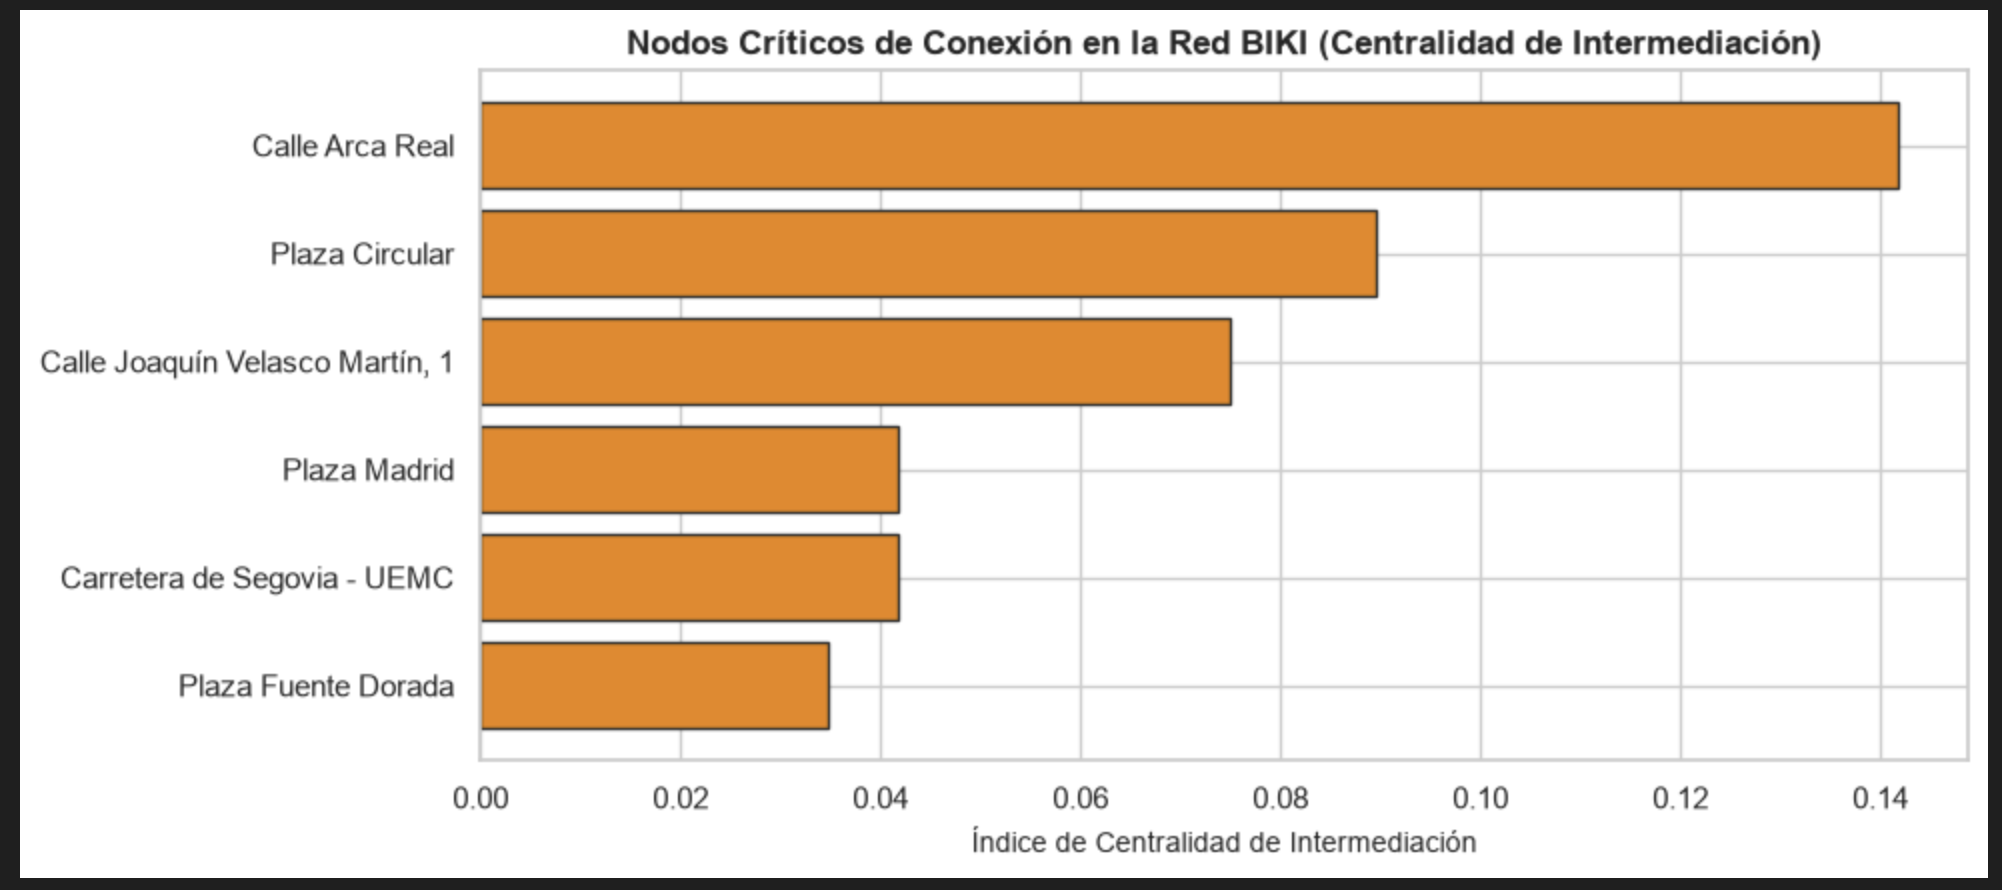 Nodos Críticos de Conexión en la Red BIKI (Centralidad de Intermediación)
Calle Arca Real
Plaza Circular
Calle Joaquín Velasco Martín, 1
Plaza Madrid
Carretera de Segovia - UEMC
Plaza Fuente Dorada
0.00 0.02 0.04 0.06 0.08 0.10 0.12 0.14
Índice de Centralidad de Intermediación